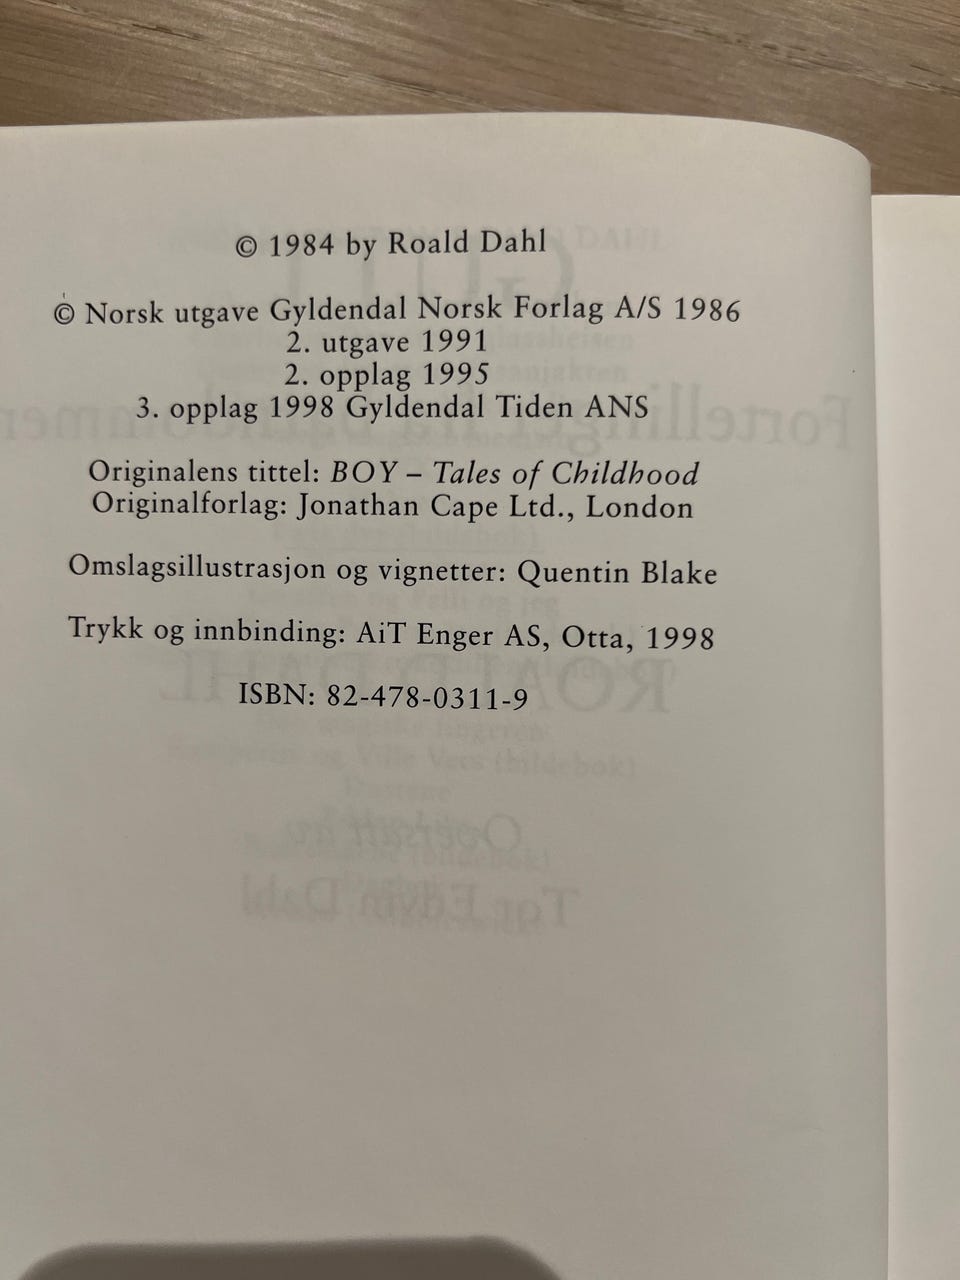 © 1984 by Roald Dahl
© Norsk utgave Gyldendal Norsk Forlag A/S 1986
2. utgave 1991
2. opplag 1995
3. opplag 1998 Gyldendal Tiden ANS
Originalens tittel: BOY – Tales of Childhood
Originalforlag: Jonathan Cape Ltd., London
Omslagsillustrasjon og vignetter: Quentin Blake
Trykk og innbinding: AiT Enger AS, Otta, 1998
ISBN: 82-478-0311-9